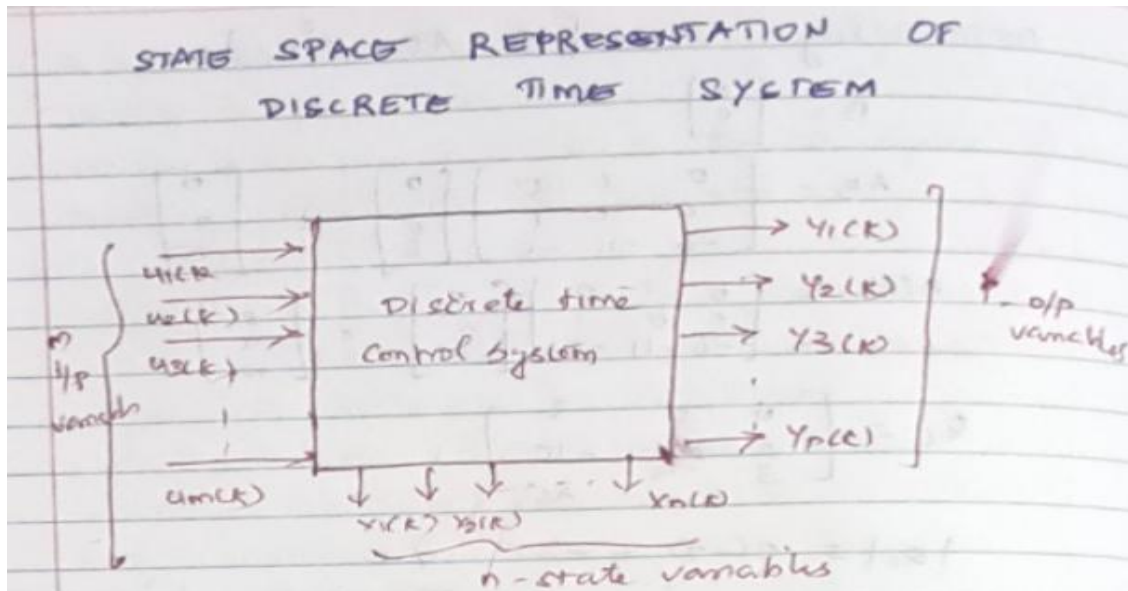 STATE SPACE REPRESENTATION OF
DISCRETE TIME SYSTEM
u1(k
u2(k)
u3(k)
um(k)
m
i/p
Discrete time
control system
y1(k)
y2(k)
y3(k)
yp(k)
- o/p
variables
x1(k) x2(k)
xn(k)
n-state variables